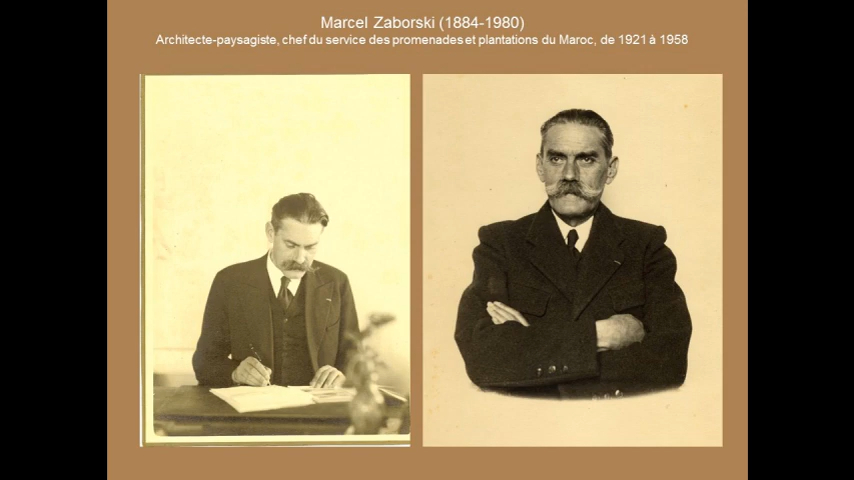 Marcel Zaborski (1884-1980)
Architecte-paysagiste, chef du service des promenades et plantations du Maroc, de 1921 à 1958